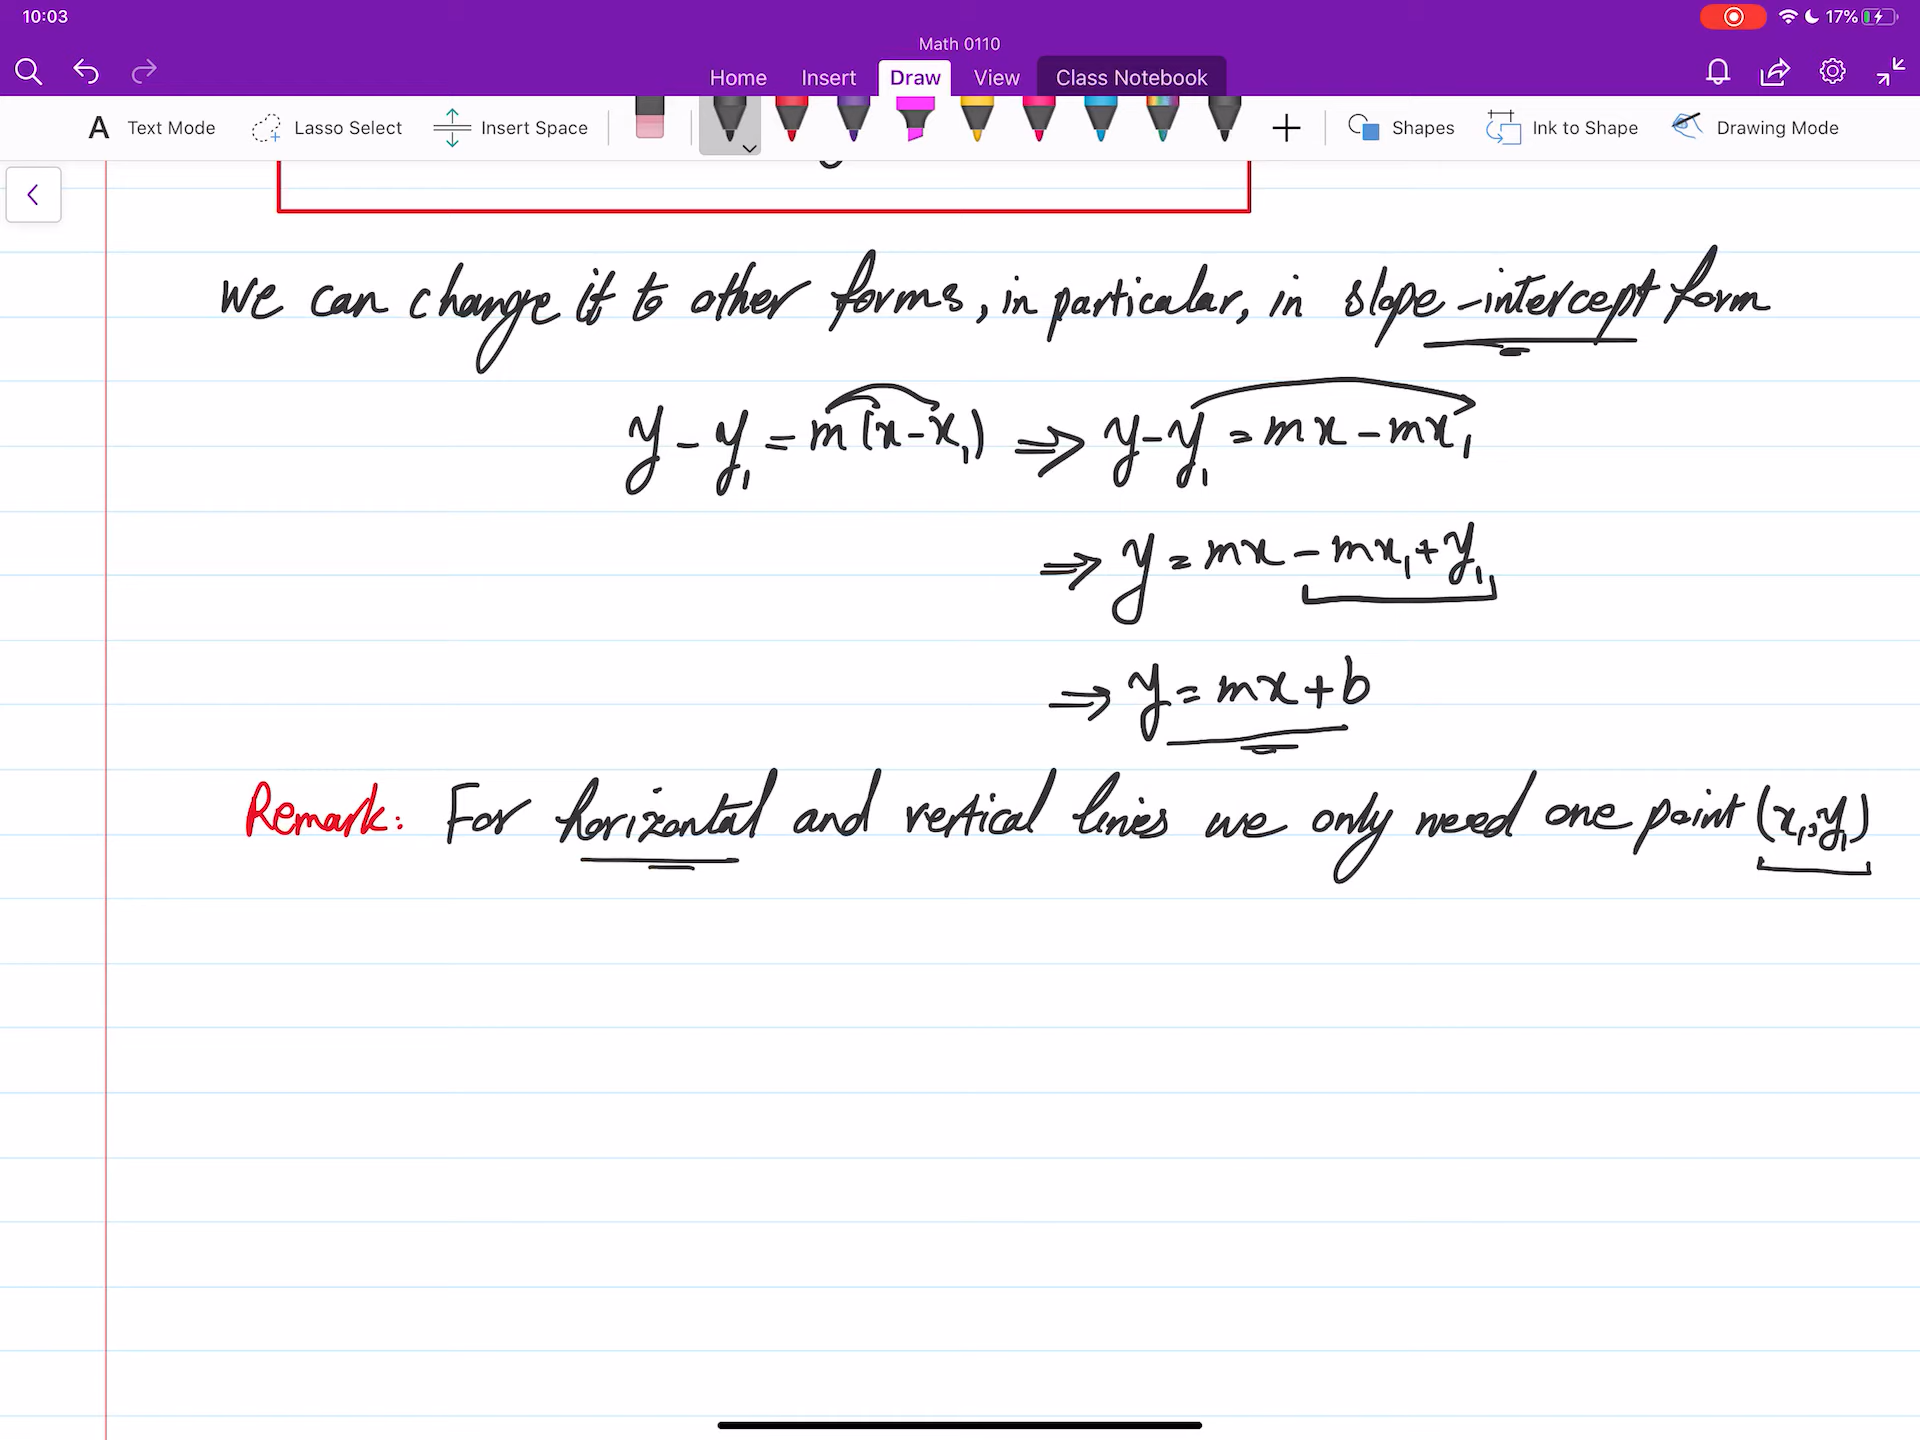 10:03
17%
Math 0110
Home Insert Draw View Class Notebook
A Text Mode Lasso Select Insert Space Shapes Ink to Shape Drawing Mode
We can change it to other forms, in particular, in slope-intercept form
y - y₁ = m(x - x₁) ⇒ y - y₁ = mx - mx₁
⇒ y = mx - mx₁ + y₁
⇒ y = mx + b
Remark: For horizontal and vertical lines we only need one point (x₁, y₁)